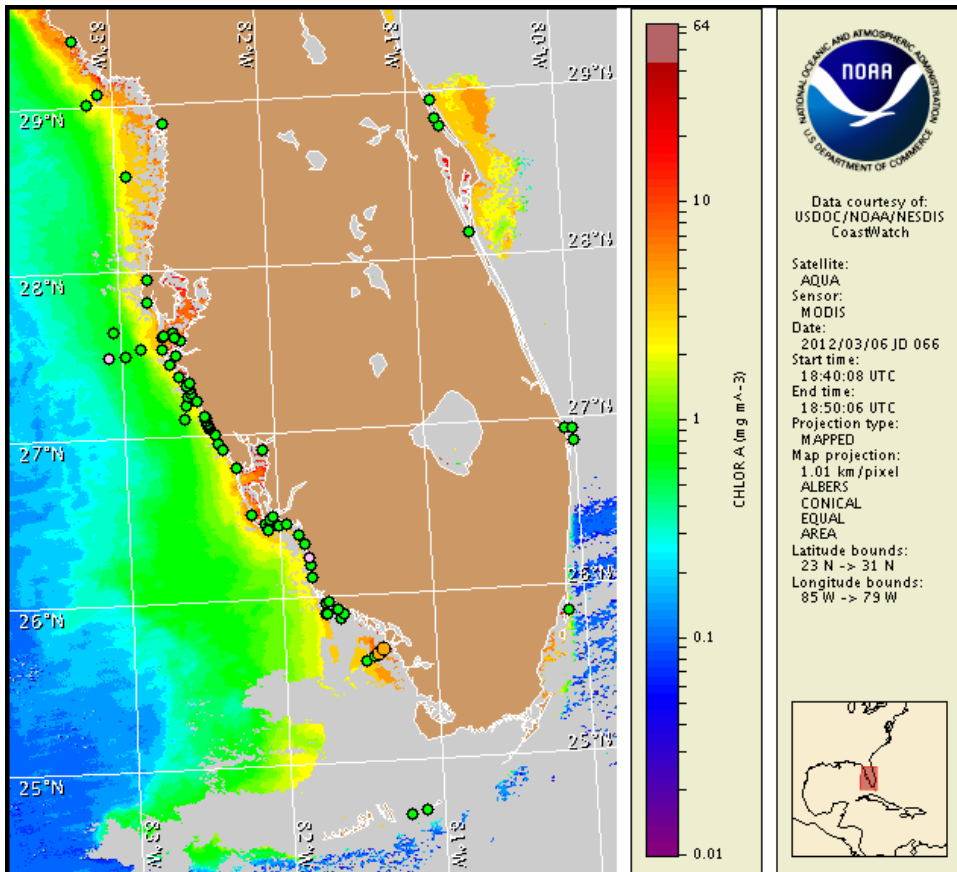 83°W
82°W
81°W
80°W
29°N
29°N
28°N
28°N
27°N
27°N
26°N
26°N
25°N
25°N
83°W
82°W
81°W
64
10
1
0.1
0.01
CHLOR A (mg m^-3)
NATIONAL OCEANIC AND ATMOSPHERIC ADMINISTRATION
NOAA
U.S. DEPARTMENT OF COMMERCE
Data courtesy of:
USDOC/NOAA/NESDIS
CoastWatch
Satellite:
AQUA
Sensor:
MODIS
Date:
2012/03/06 JD 066
Start time:
18:40:08 UTC
End time:
18:50:06 UTC
Projection type:
MAPPED
Map projection:
1.01 km/pixel
ALBERS
CONICAL
EQUAL
AREA
Latitude bounds:
23 N -> 31 N
Longitude bounds:
85 W -> 79 W